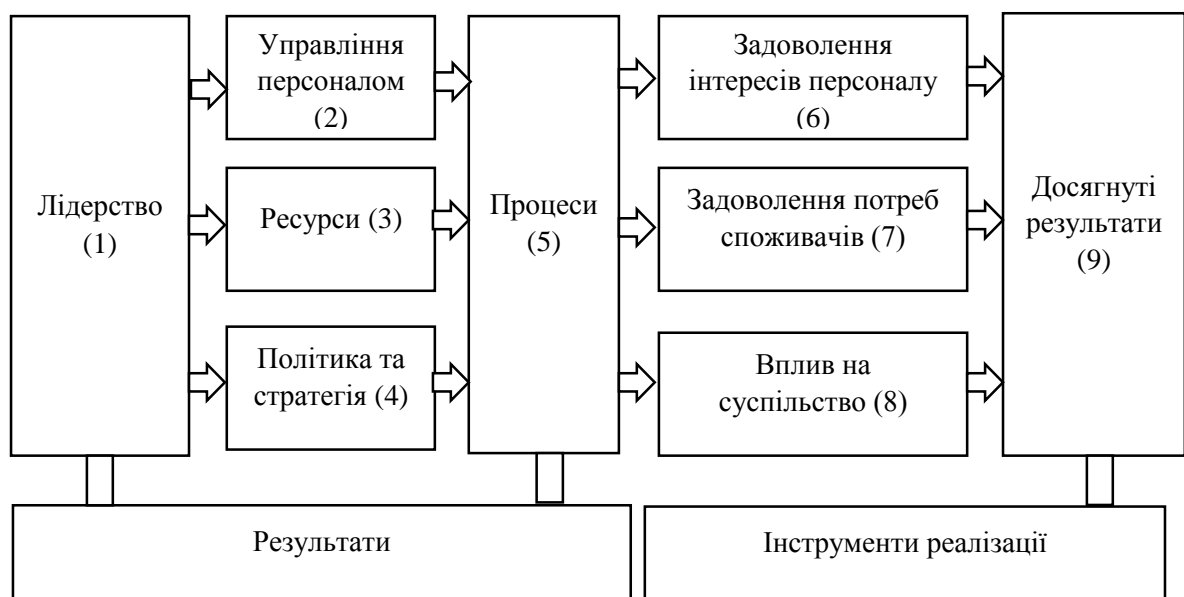 Лідерство
(1)
Управління
персоналом
(2)
Ресурси (3)
Політика та
стратегія (4)
Процеси
(5)
Задоволення
інтересів персоналу
(6)
Задоволення потреб
споживачів (7)
Вплив на
суспільство (8)
Досягнуті
результати
(9)
Результати
Інструменти реалізації